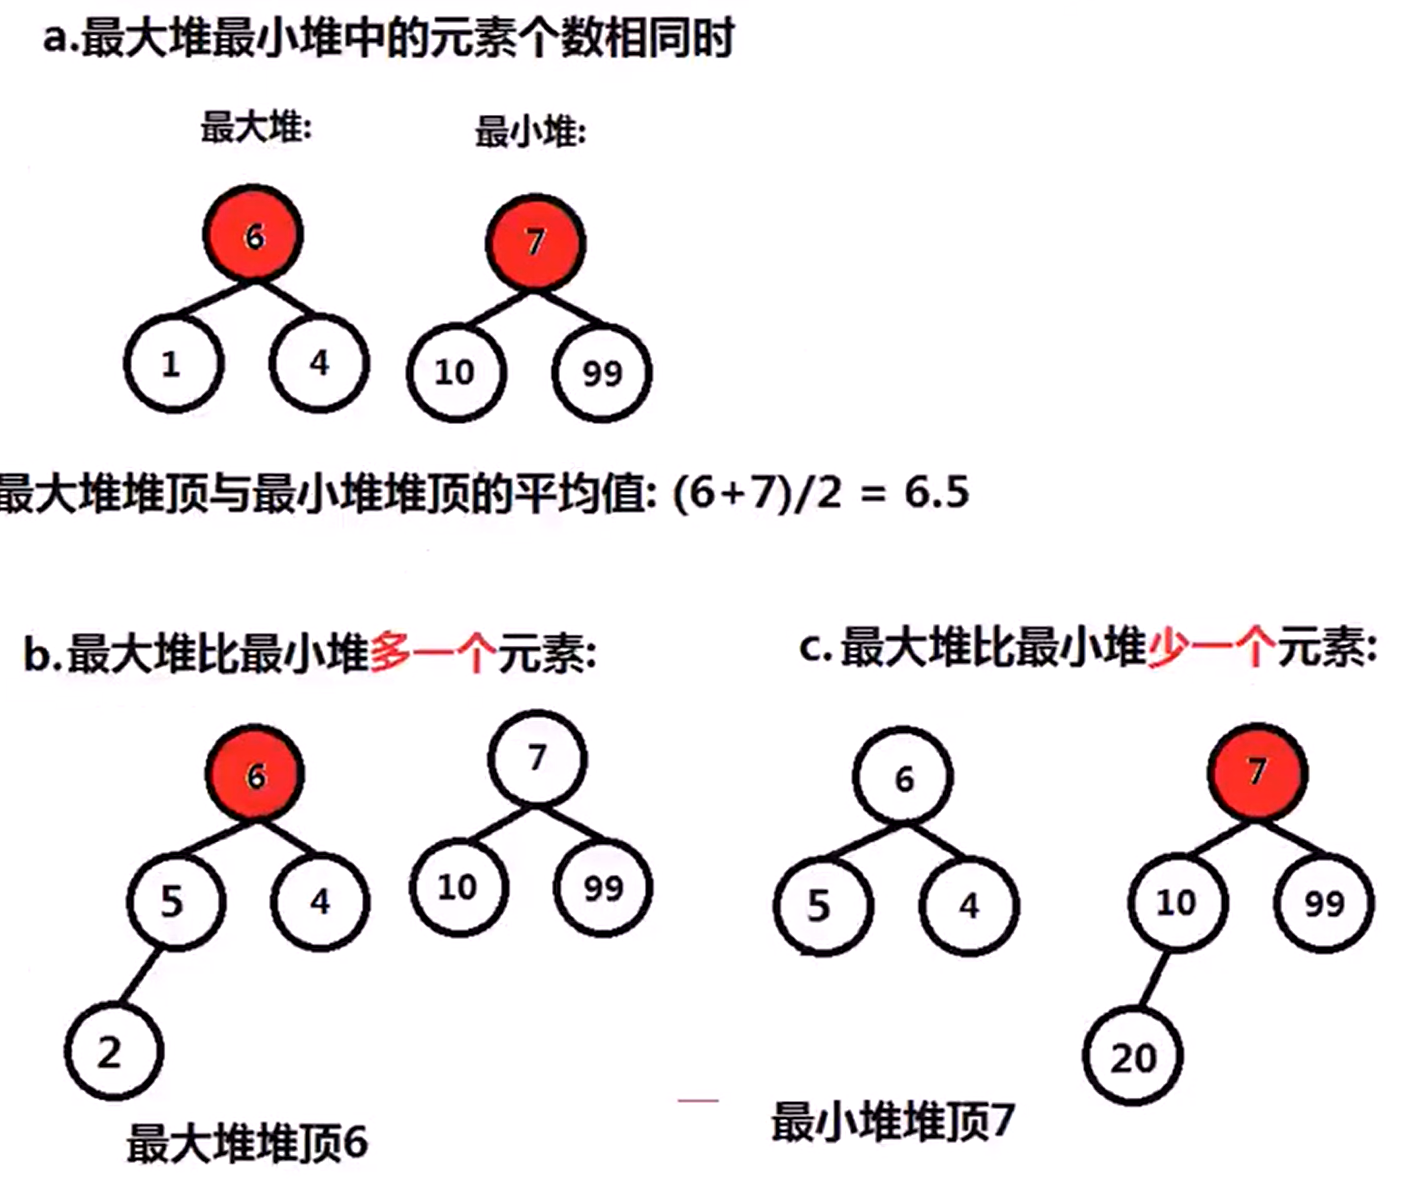 a.最大堆最小堆中的元素个数相同时
最大堆: 最小堆:
6 7
1 4 10 99
最大堆堆顶与最小堆堆顶的平均值: (6+7)/2 = 6.5
b.最大堆比最小堆多一个元素:
6 7
5 4 10 99
2
最大堆堆顶6
c.最大堆比最小堆少一个元素:
6 7
5 4 10 99
20
最小堆堆顶7